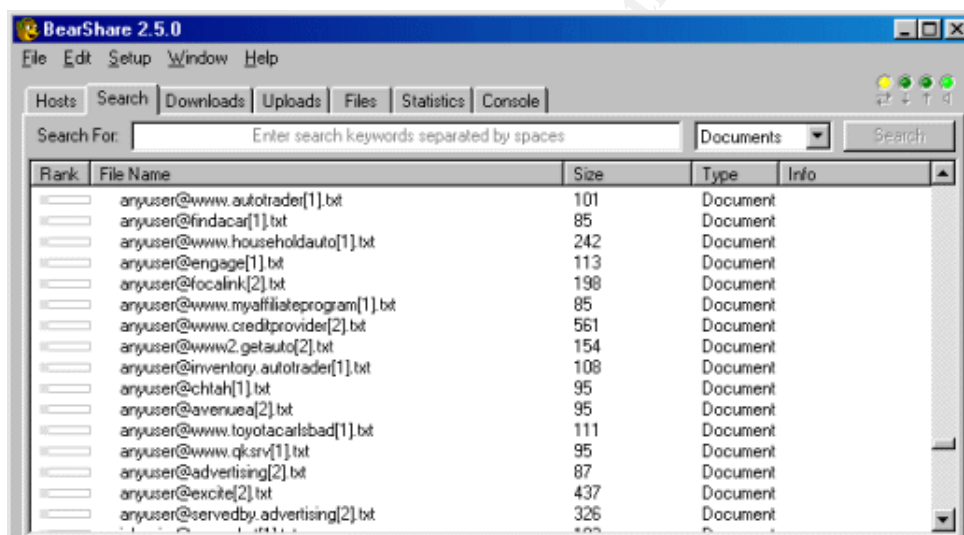 BearShare 2.5.0
File Edit Setup Window Help
Hosts Search Downloads Uploads Files Statistics Console
Search For: Enter search keywords separated by spaces Documents Search
Rank File Name Size Type Info
anyuser@www.autotrader[1].txt 101 Document
anyuser@findacar[1].txt 85 Document
anyuser@www.householdauto[1].txt 242 Document
anyuser@engage[1].txt 113 Document
anyuser@focalink[2].txt 198 Document
anyuser@www.myaffiliateprogram[1].txt 85 Document
anyuser@www.creditprovider[2].txt 561 Document
anyuser@www2.getauto[2].txt 154 Document
anyuser@inventory.autotrader[1].txt 108 Document
anyuser@chtah[1].txt 95 Document
anyuser@avenuea[2].txt 95 Document
anyuser@www.toyotacarlsbad[1].txt 111 Document
anyuser@www.qksrv[1].txt 95 Document
anyuser@advertising[2].txt 87 Document
anyuser@excite[2].txt 437 Document
anyuser@servedby.advertising[2].txt 326 Document